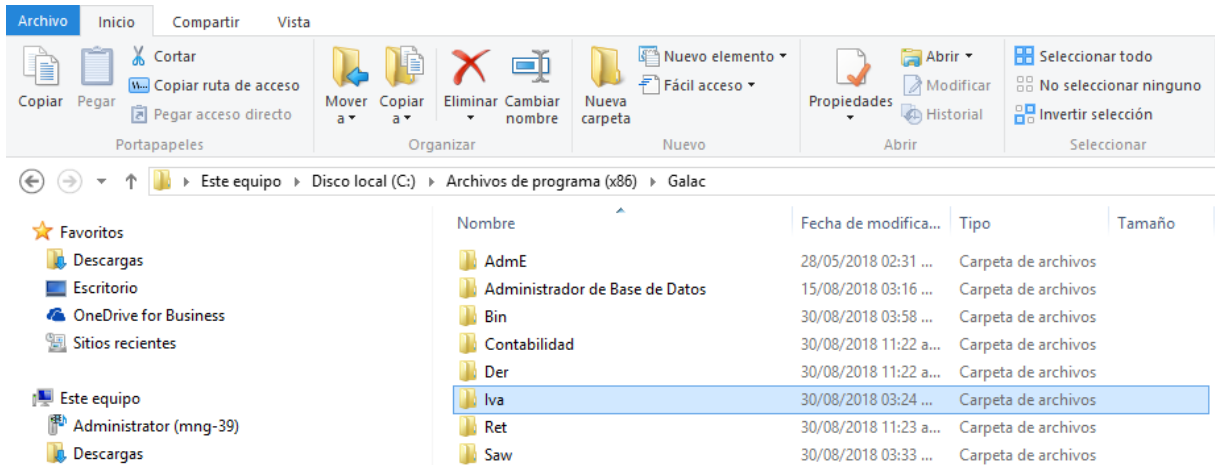 Archivo Inicio Compartir Vista
Copiar
Pegar
Cortar
Copiar ruta de acceso
Pegar acceso directo
Portapapeles
Mover a
Copiar a
Eliminar
Cambiar nombre
Organizar
Nueva carpeta
Nuevo elemento
Fácil acceso
Nuevo
Propiedades
Abrir
Modificar
Historial
Abrir
Seleccionar todo
No seleccionar ninguno
Invertir selección
Seleccionar
Este equipo Disco local (C:) Archivos de programa (x86) Galac
Favoritos
Descargas
Escritorio
OneDrive for Business
Sitios recientes
Este equipo
Administrator (mng-39)
Descargas
Nombre Fecha de modifica... Tipo Tamaño
AdmE 28/05/2018 02:31 ... Carpeta de archivos
Administrador de Base de Datos 15/08/2018 03:16 ... Carpeta de archivos
Bin 30/08/2018 03:58 ... Carpeta de archivos
Contabilidad 30/08/2018 11:22 a... Carpeta de archivos
Der 30/08/2018 11:22 a... Carpeta de archivos
Iva 30/08/2018 03:24 ... Carpeta de archivos
Ret 30/08/2018 11:23 a... Carpeta de archivos
Saw 30/08/2018 03:33 ... Carpeta de archivos